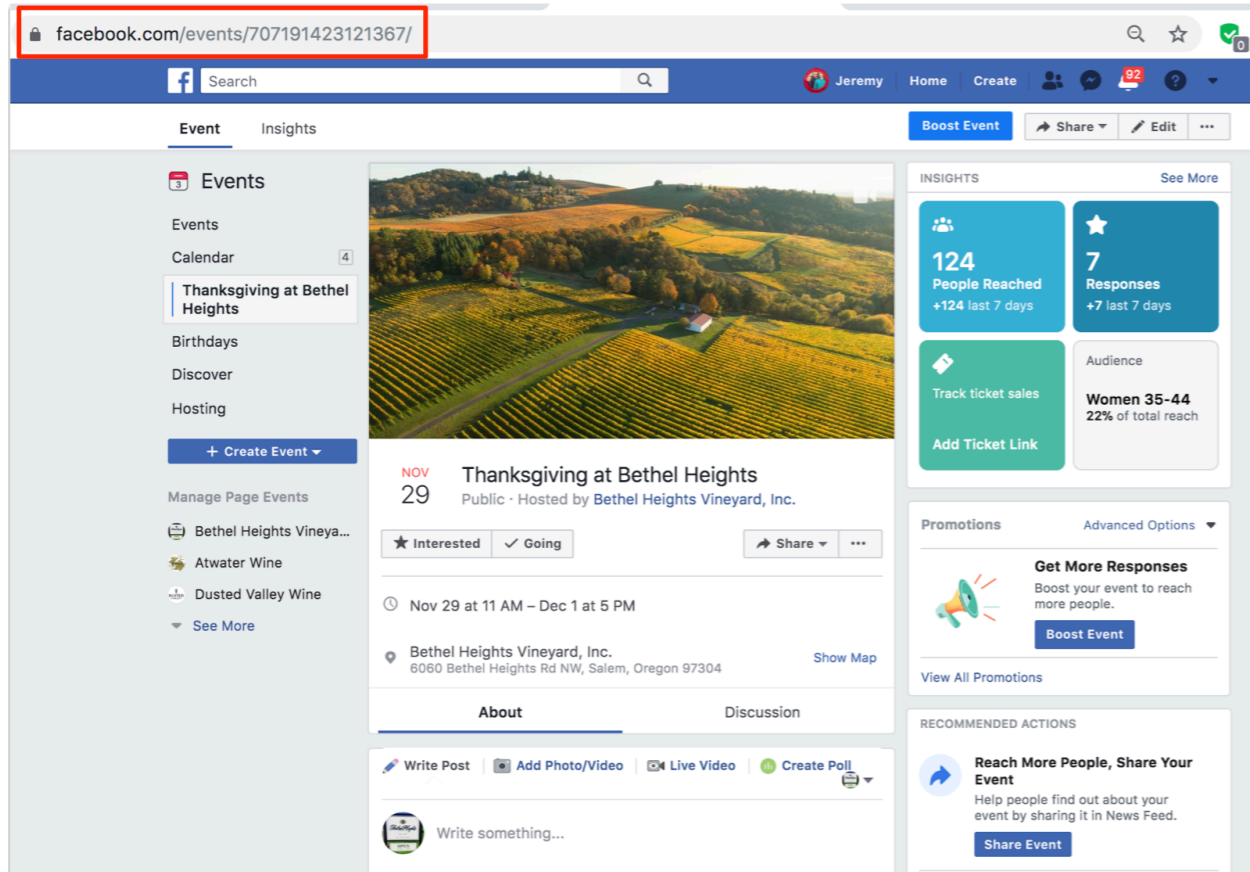 facebook.com/events/707191423121367/
0
f
Search
Jeremy
Home
Create
92
?
Event
Insights
Boost Event
Share
Edit
...
3
Events
Events
Calendar
4
Thanksgiving at Bethel
Heights
Birthdays
Discover
Hosting
+ Create Event
Manage Page Events
Bethel Heights Vineya...
Atwater Wine
Dusted Valley Wine
See More
NOV
29
Thanksgiving at Bethel Heights
Public · Hosted by Bethel Heights Vineyard, Inc.
Interested
Going
Share
...
Nov 29 at 11 AM – Dec 1 at 5 PM
Bethel Heights Vineyard, Inc.
6060 Bethel Heights Rd NW, Salem, Oregon 97304
Show Map
About
Discussion
Write Post
Add Photo/Video
Live Video
Create Poll
Write something...
INSIGHTS
See More
124
People Reached
+124 last 7 days
7
Responses
+7 last 7 days
Track ticket sales
Add Ticket Link
Audience
Women 35-44
22% of total reach
Promotions
Advanced Options
Get More Responses
Boost your event to reach
more people.
Boost Event
View All Promotions
RECOMMENDED ACTIONS
Reach More People, Share Your
Event
Help people find out about your
event by sharing it in News Feed.
Share Event